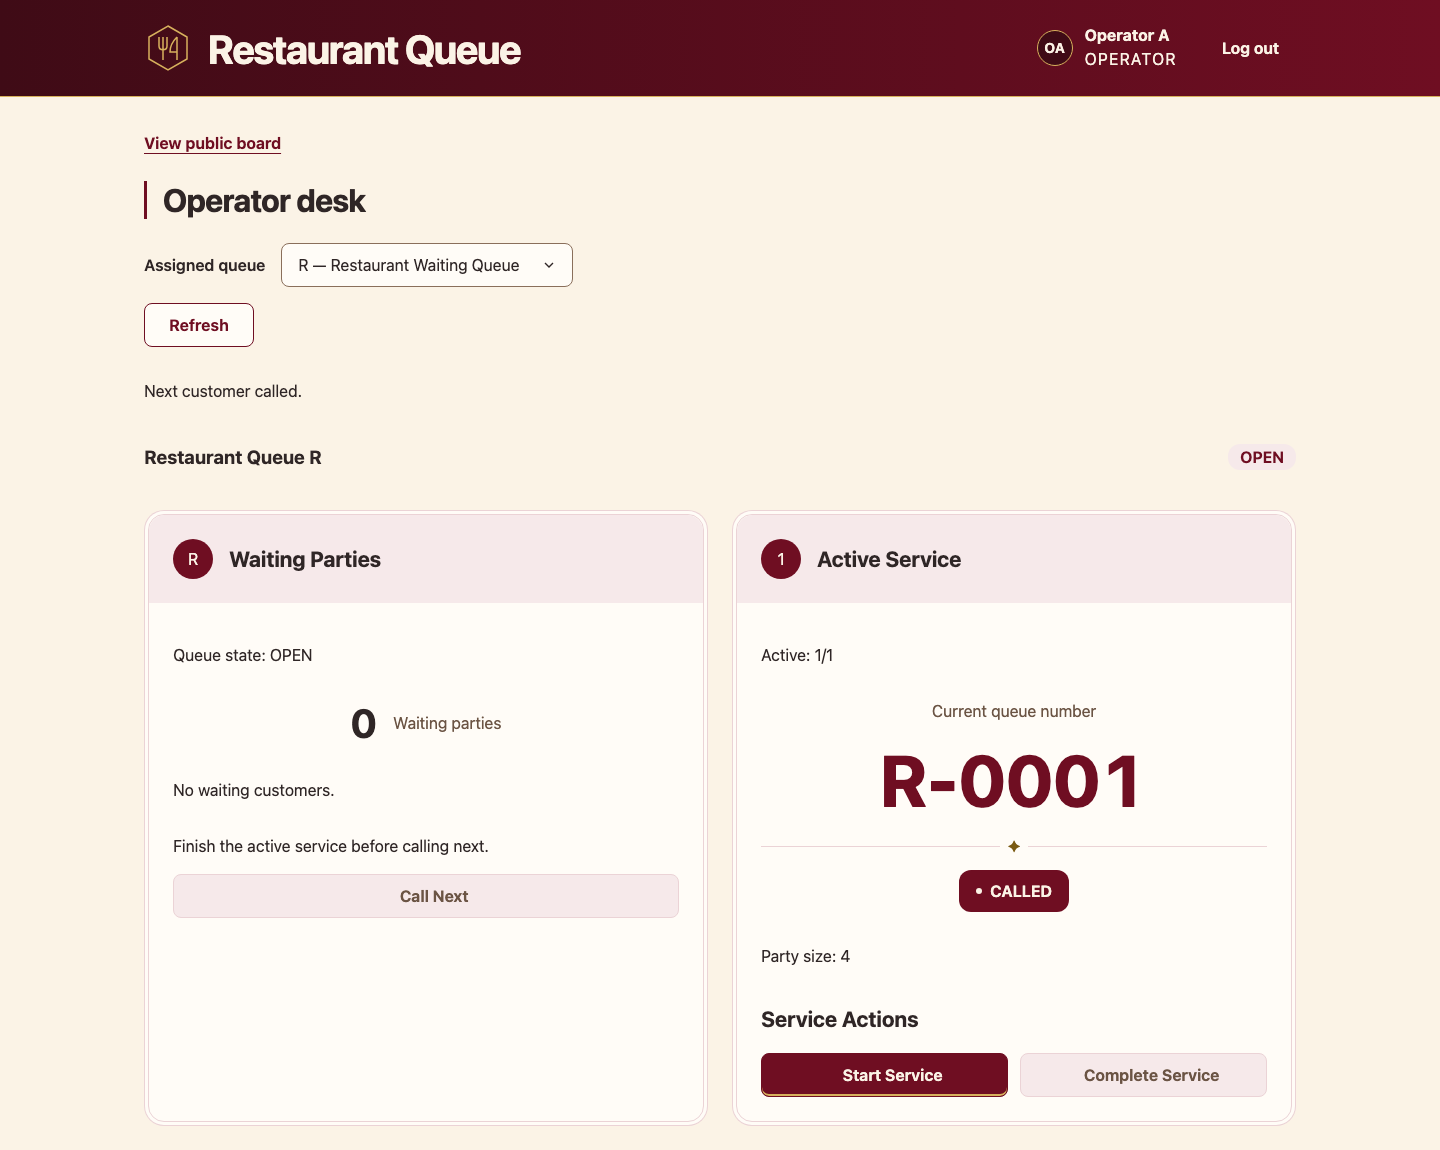 Restaurant Queue
OA
Operator A
OPERATOR
Log out
View public board
Operator desk
Assigned queue
R — Restaurant Waiting Queue
Refresh
Next customer called.
Restaurant Queue R
OPEN
R
Waiting Parties
Queue state: OPEN
0 Waiting parties
No waiting customers.
Finish the active service before calling next.
Call Next
1
Active Service
Active: 1/1
Current queue number
R-0001
CALLED
Party size: 4
Service Actions
Start Service
Complete Service